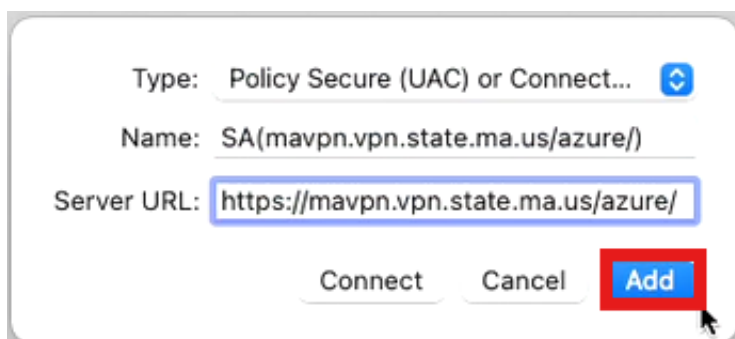 Type: Policy Secure (UAC) or Connect...
Name: SA(mavpn.vpn.state.ma.us/azure/)
Server URL: https://mavpn.vpn.state.ma.us/azure/
Connect Cancel Add